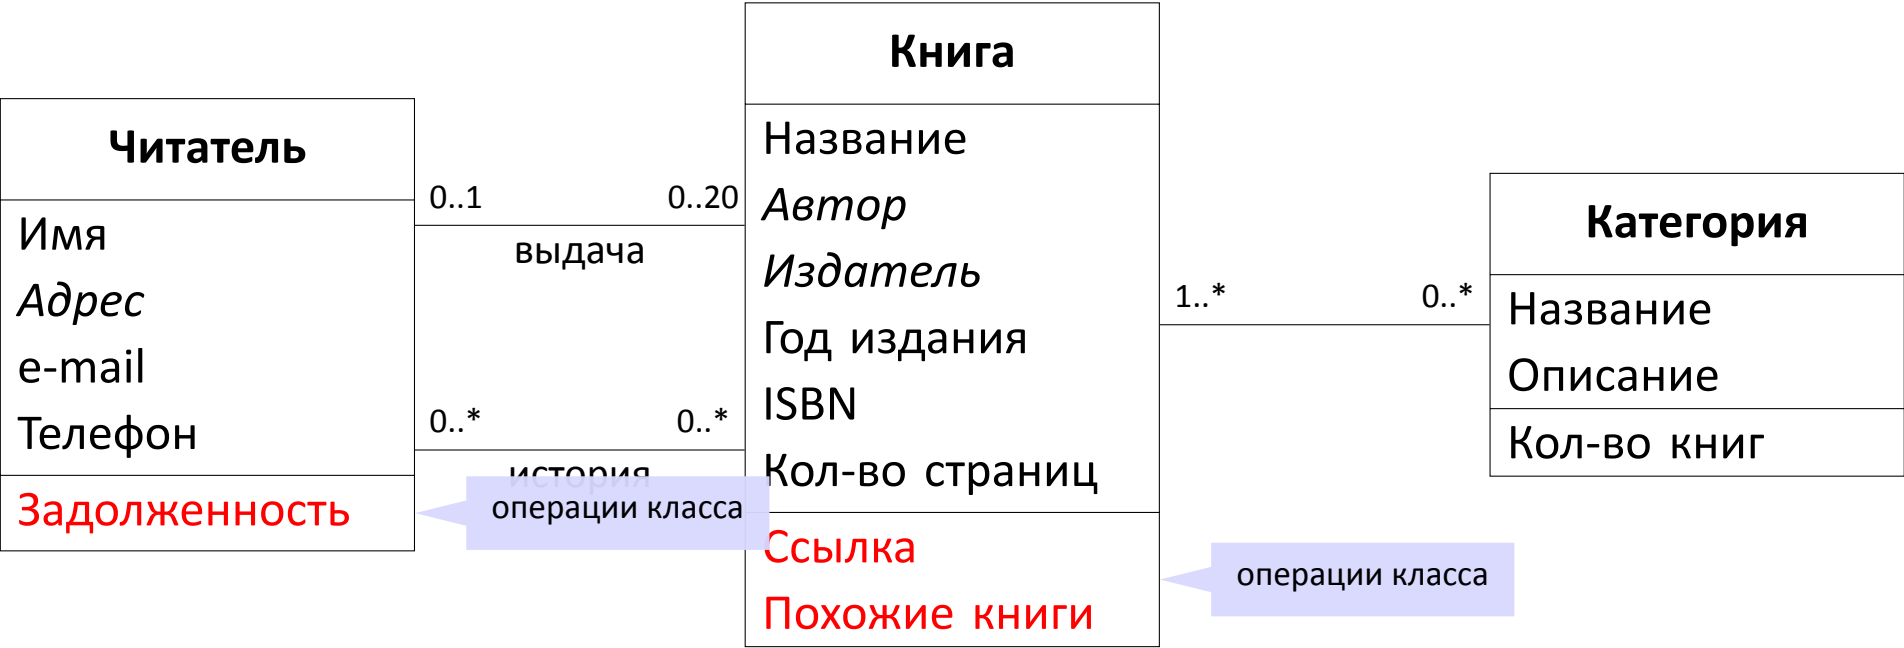 Читатель
Имя
Адрес
e-mail
Телефон
Задолженность
0..1
0..20
выдача
0..*
0..*
история
операции класса
Книга
Название
Автор
Издатель
Год издания
ISBN
Кол-во страниц
Ссылка
Похожие книги
операции класса
1..*
0..*
Категория
Название
Описание
Кол-во книг